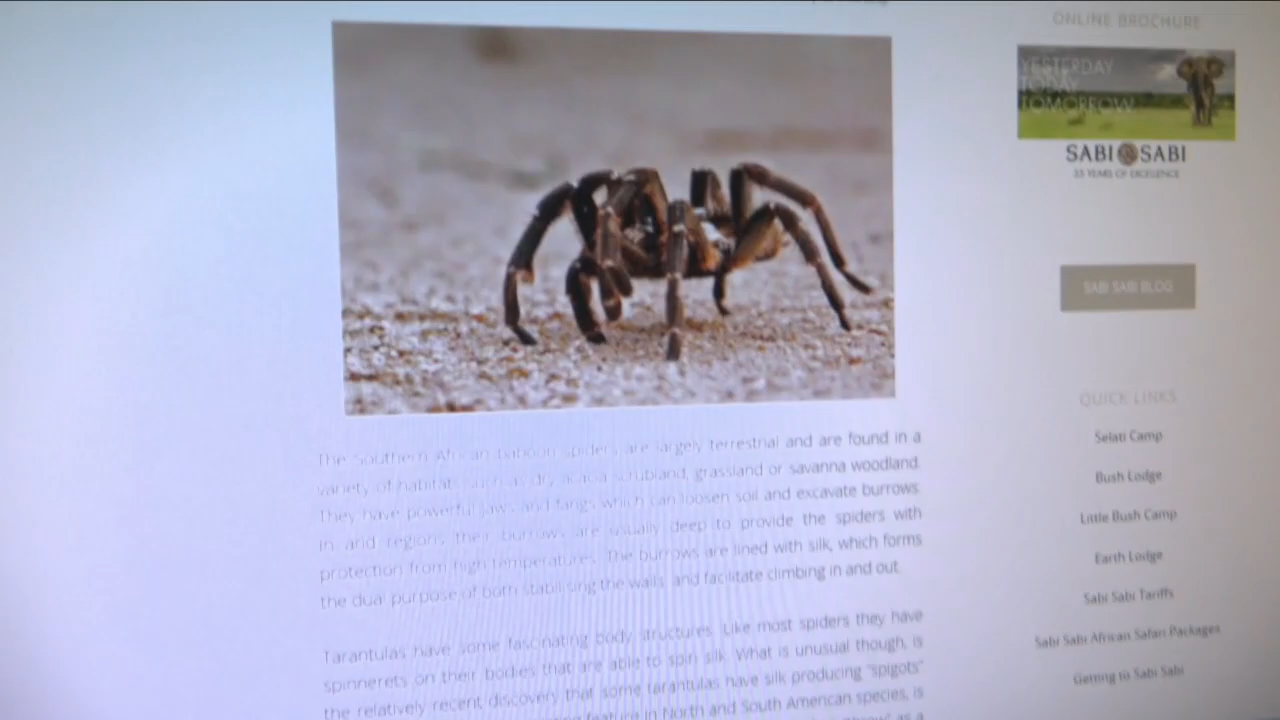 The Southern African baboon spiders are largely terrestrial and are found in a
variety of habitats such as dry acacia scrubland, grassland or savanna woodland.
They have powerful jaws and fangs which can loosen soil and excavate burrows.
In arid regions their burrows are usually deep to provide the spiders with
protection from high temperatures. The burrows are lined with silk, which forms
the dual purpose of both stabilising the walls, and facilitate climbing in and out.
Tarantulas have some fascinating body structures. Like most spiders they have
spinnerets on their bodies that are able to spin silk. What is unusual though, is
the relatively recent discovery that some tarantulas have silk producing "spigots"
feature in North and South American species, is
as a
ONLINE BROCHURE
YESTERDAY
TODAY
TOMORROW
SABI SABI
35 YEARS OF EXCELLENCE
SABI SABI BLOG
QUICK LINKS
Selati Camp
Bush Lodge
Little Bush Camp
Earth Lodge
Sabi Sabi Tariffs
Sabi Sabi African Safari Packages
Getting to Sabi Sabi